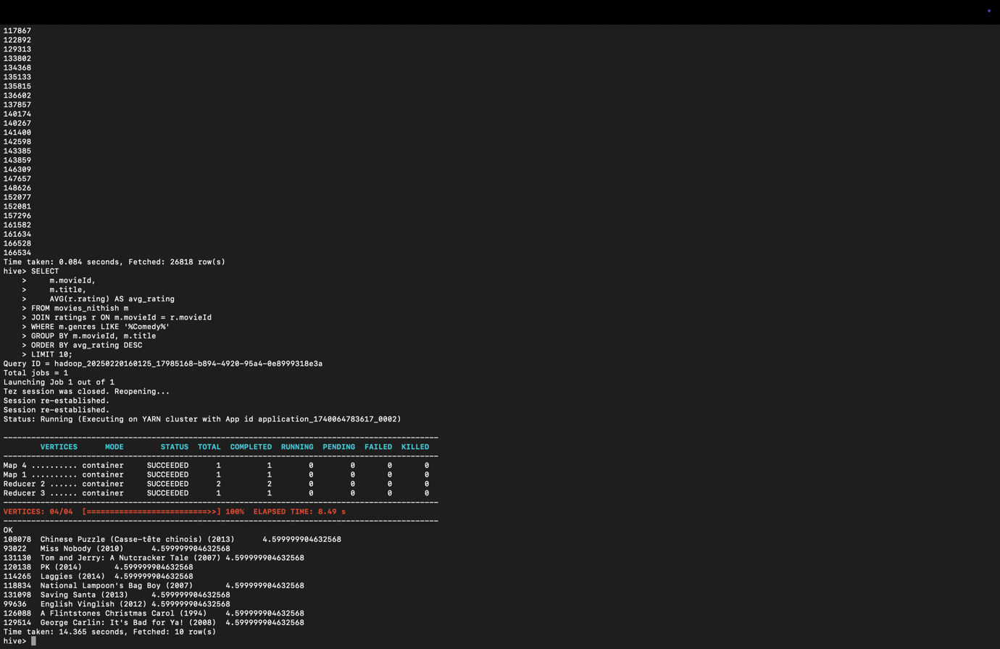 117867
122892
129313
133802
134368
135133
135815
136602
137857
140174
140267
141400
142598
143385
143859
146309
147657
148626
152077
152081
157296
161582
161634
166528
166534
Time taken: 0.084 seconds, Fetched: 26818 row(s)
hive> SELECT
    >     m.movieId,
    >     m.title,
    >     AVG(r.rating) AS avg_rating
    > FROM movies_nithish m
    > JOIN ratings r ON m.movieId = r.movieId
    > WHERE m.genres LIKE '%Comedy%'
    > GROUP BY m.movieId, m.title
    > ORDER BY avg_rating DESC
    > LIMIT 10;
Query ID = hadoop_20250220160125_17985168-b894-4920-95a4-0e8999318e3a
Total jobs = 1
Launching Job 1 out of 1
Tez session was closed. Reopening...
Session re-established.
Session re-established.
Status: Running (Executing on YARN cluster with App id application_1740064783617_0002)

----------------------------------------------------------------------------------------------
        VERTICES      MODE        STATUS  TOTAL  COMPLETED  RUNNING  PENDING  FAILED  KILLED
----------------------------------------------------------------------------------------------
Map 4 .......... container     SUCCEEDED      1          1        0        0       0       0
Map 1 .......... container     SUCCEEDED      1          1        0        0       0       0
Reducer 2 ...... container     SUCCEEDED      2          2        0        0       0       0
Reducer 3 ...... container     SUCCEEDED      1          1        0        0       0       0
----------------------------------------------------------------------------------------------
VERTICES: 04/04  [==========================>>] 100%  ELAPSED TIME: 8.49 s
----------------------------------------------------------------------------------------------
OK
108078  Chinese Puzzle (Casse-tête chinois) (2013)      4.599999904632568
93022   Miss Nobody (2010)      4.599999904632568
131130  Tom and Jerry: A Nutcracker Tale (2007) 4.599999904632568
120138  PK (2014)       4.599999904632568
114265  Laggies (2014)  4.599999904632568
118834  National Lampoon's Bag Boy (2007)       4.599999904632568
131098  Saving Santa (2013)     4.599999904632568
99636   English Vinglish (2012) 4.599999904632568
126088  A Flintstones Christmas Carol (1994)    4.599999904632568
129514  George Carlin: It's Bad for Ya! (2008)  4.599999904632568
Time taken: 14.365 seconds, Fetched: 10 row(s)
hive>